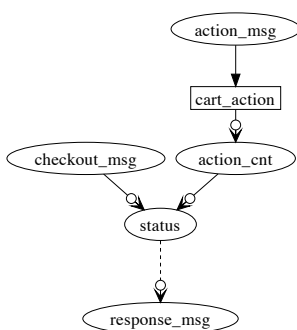 action_msg
cart_action
checkout_msg
action_cnt
status
response_msg